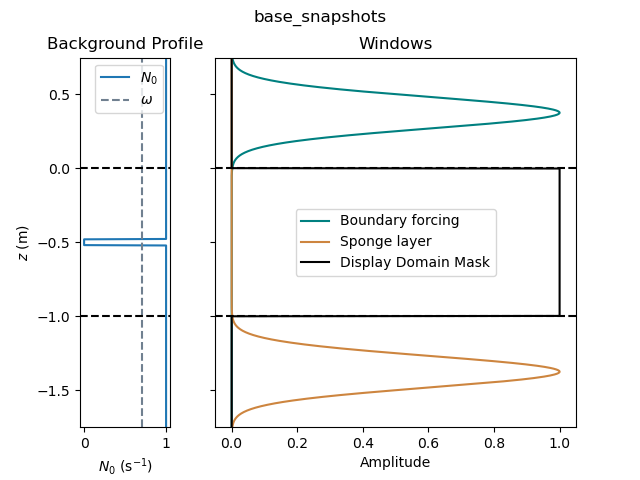 base_snapshots
Background Profile
Windows
N₀
ω
0.5
0.0
−0.5
−1.0
−1.5
z (m)
Boundary forcing
Sponge layer
Display Domain Mask
0
1
N₀ (s⁻¹)
0.0
0.2
0.4
0.6
0.8
1.0
Amplitude